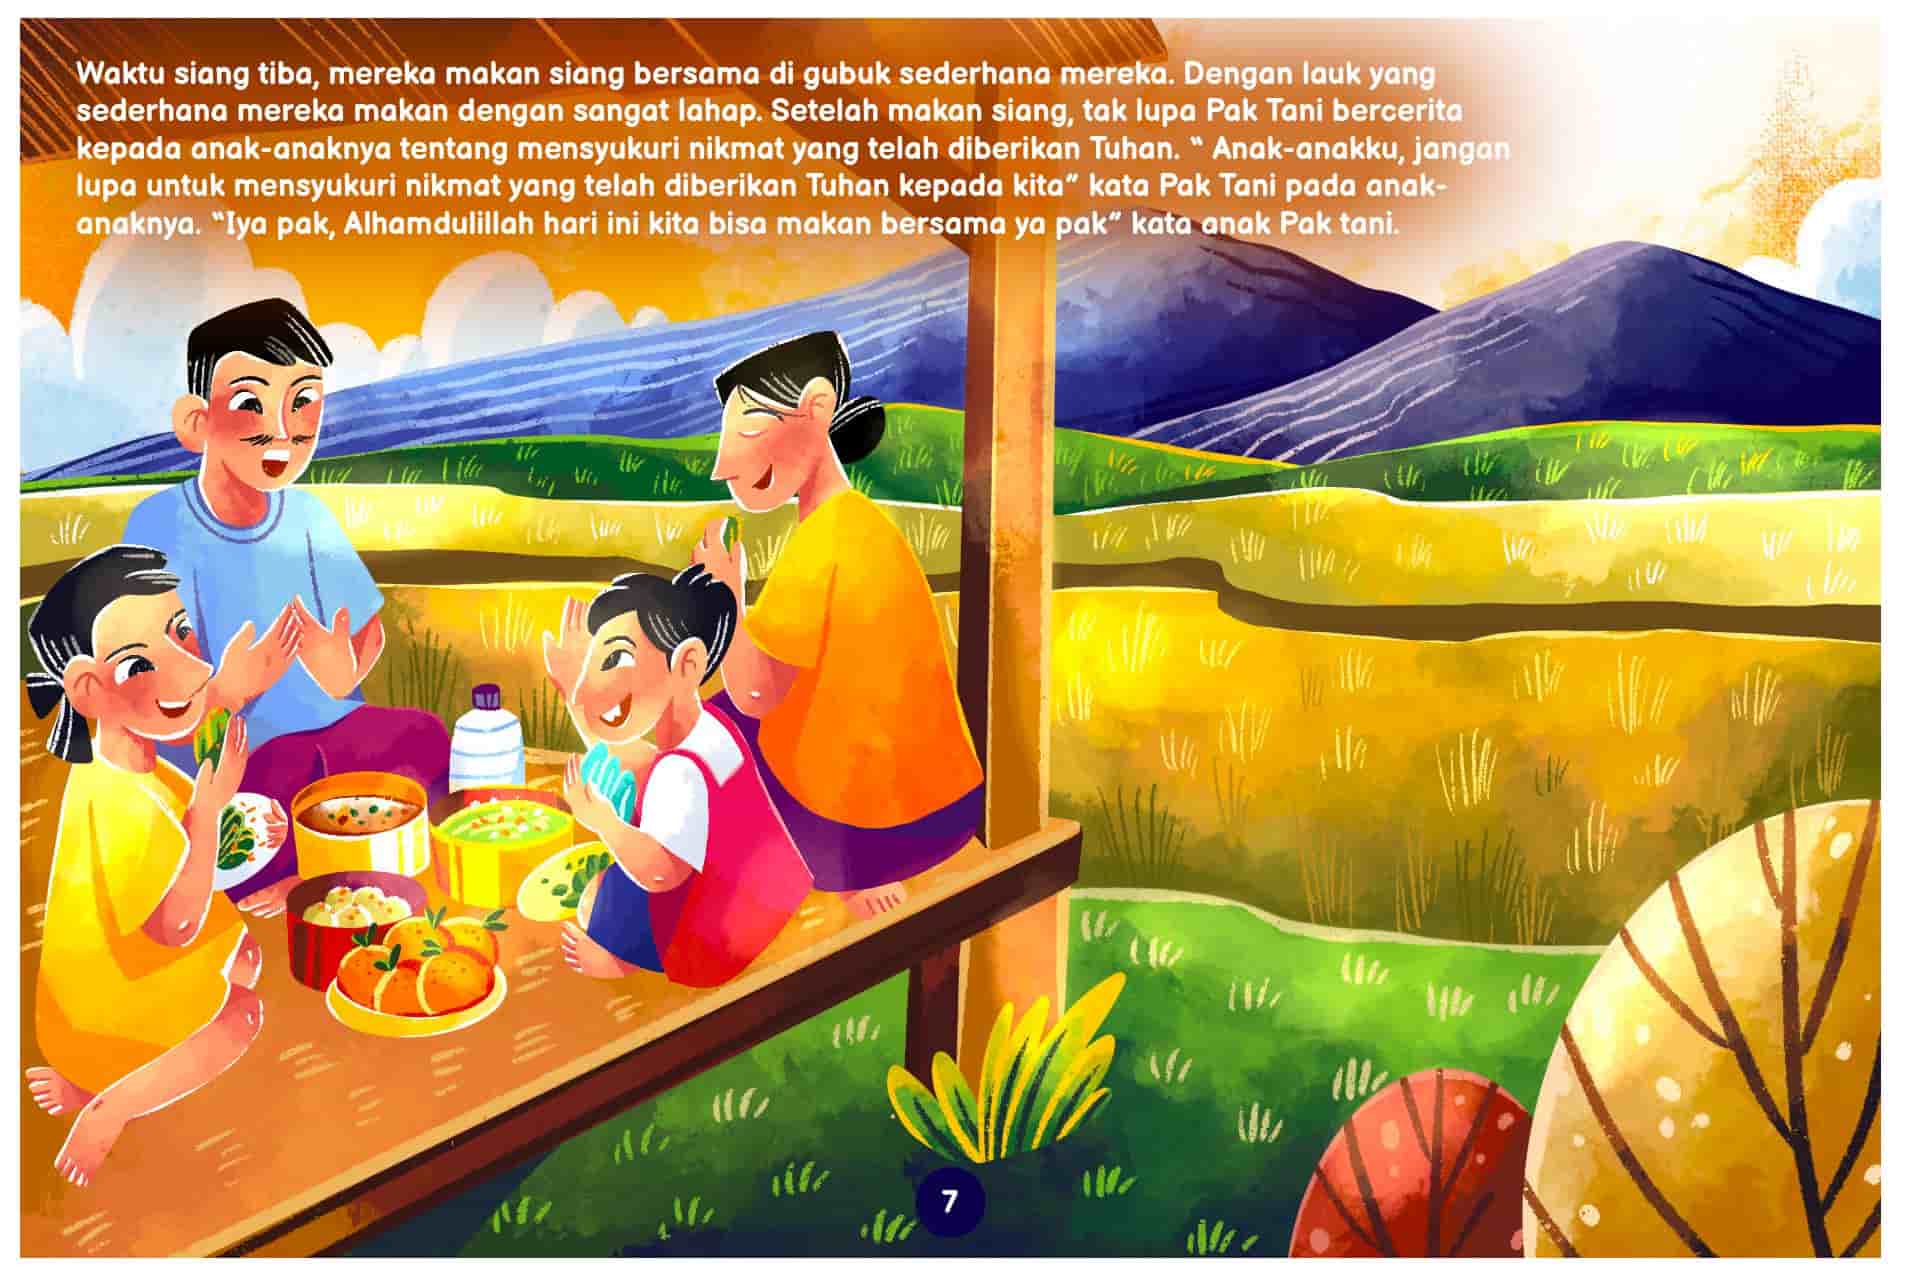 Waktu siang tiba, mereka makan siang bersama di gubuk sederhana mereka. Dengan lauk yang
sederhana mereka makan dengan sangat lahap. Setelah makan siang, tak lupa Pak Tani bercerita
kepada anak-anaknya tentang mensyukuri nikmat yang telah diberikan Tuhan. “ Anak-anakku, jangan
lupa untuk mensyukuri nikmat yang telah diberikan Tuhan kepada kita” kata Pak Tani pada anak-
anaknya. “Iya pak, Alhamdulillah hari ini kita bisa makan bersama ya pak” kata anak Pak tani.
7